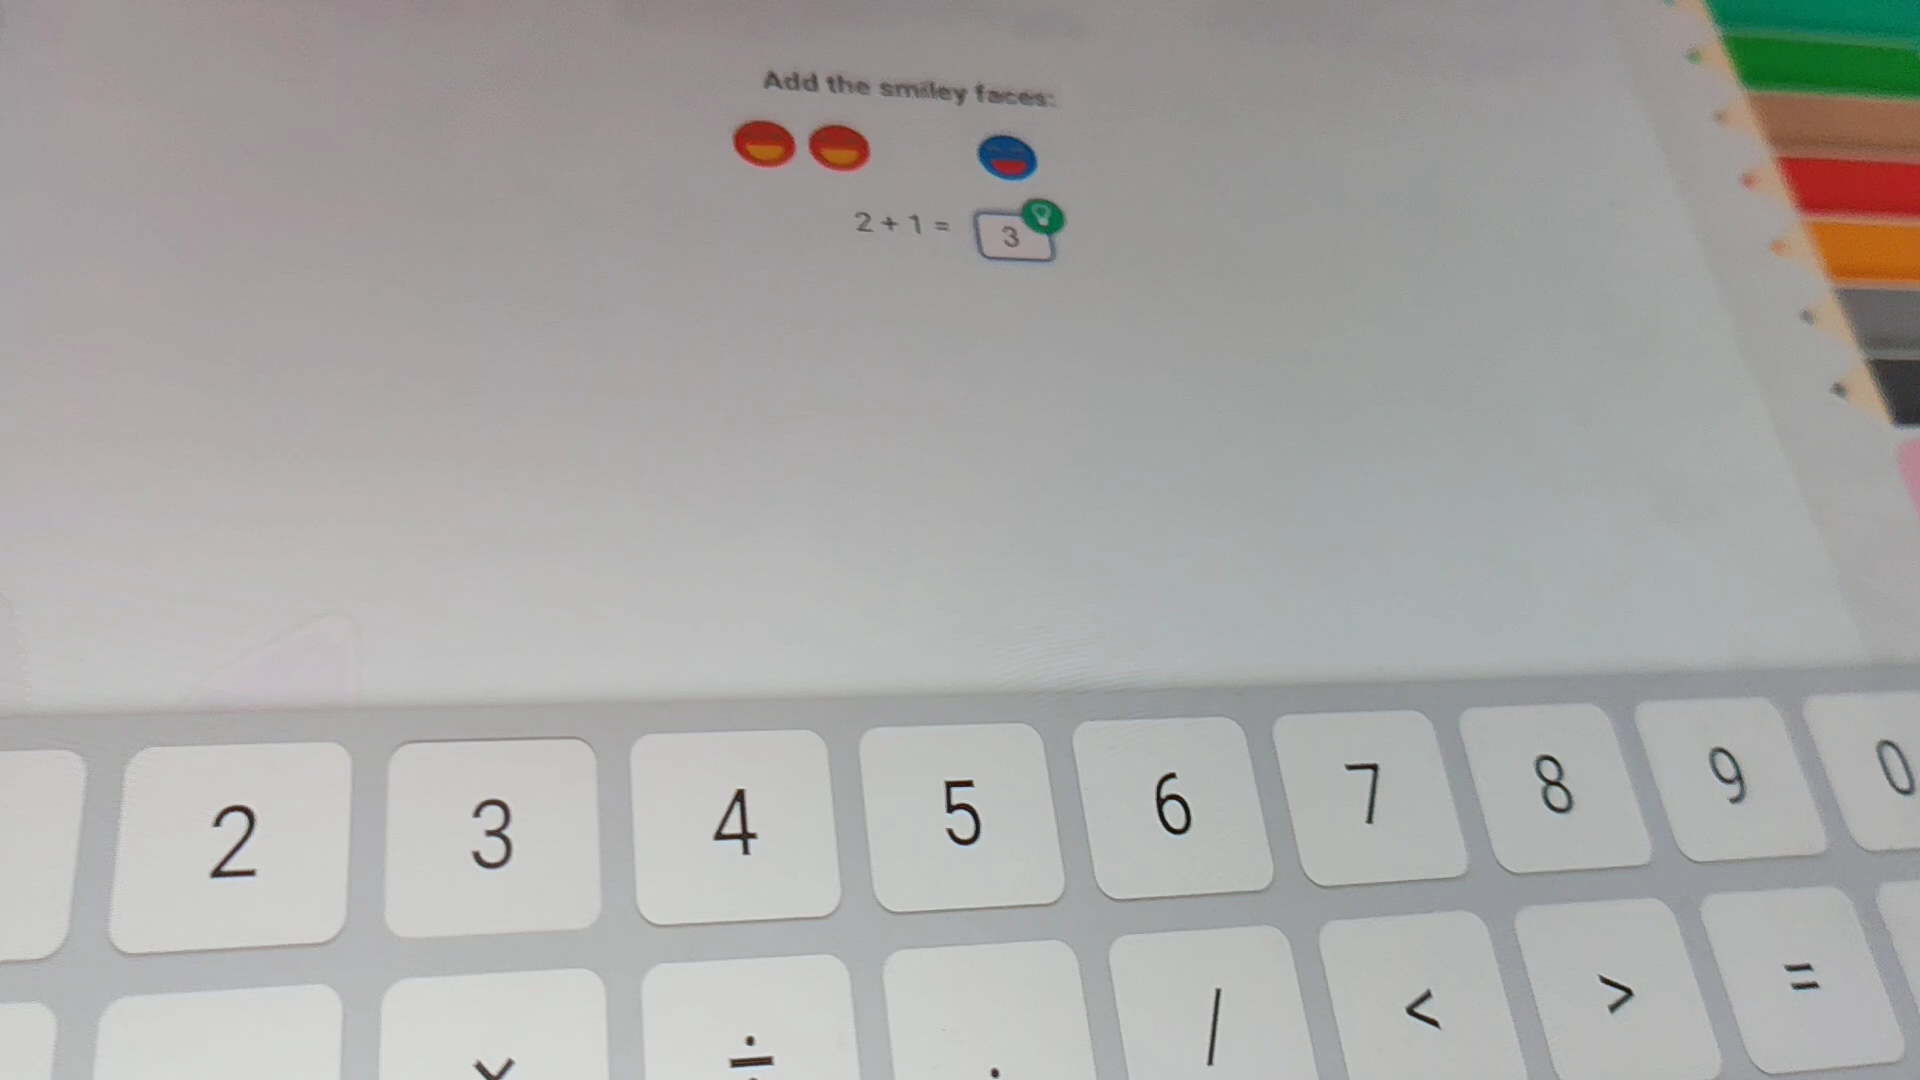 Add the smiley faces:
2 + 1 = 3
2 3 4 5 6 7 8 9 0
÷ . / < > =